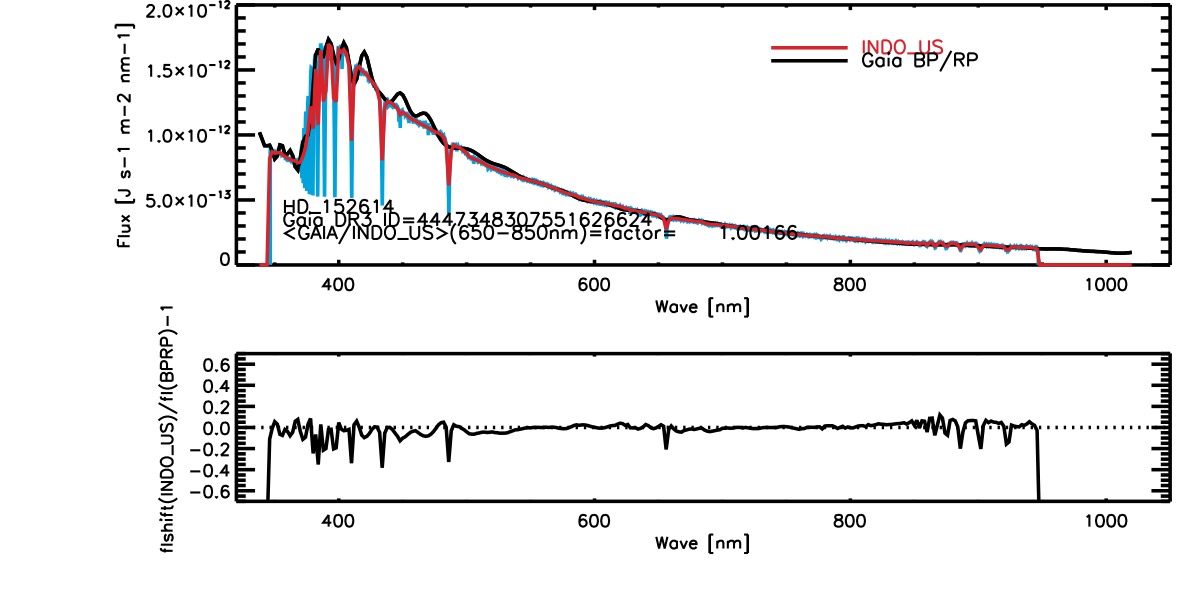 2.0×10-12
1.5×10-12
1.0×10-12
5.0×10-13
0
Flux [J s-1 m-2 nm-1]
INDO_US
Gaia BP/RP
HD_152614
Gaia DR3 ID=4447348307551626624
<GAIA/INDO_US>(650-850nm)=factor= 1.00166
400 600 800 1000
Wave [nm]
flshift(INDO_US)/fl(BPRP)-1
0.6
0.4
0.2
0.0
-0.2
-0.4
-0.6
400 600 800 1000
Wave [nm]